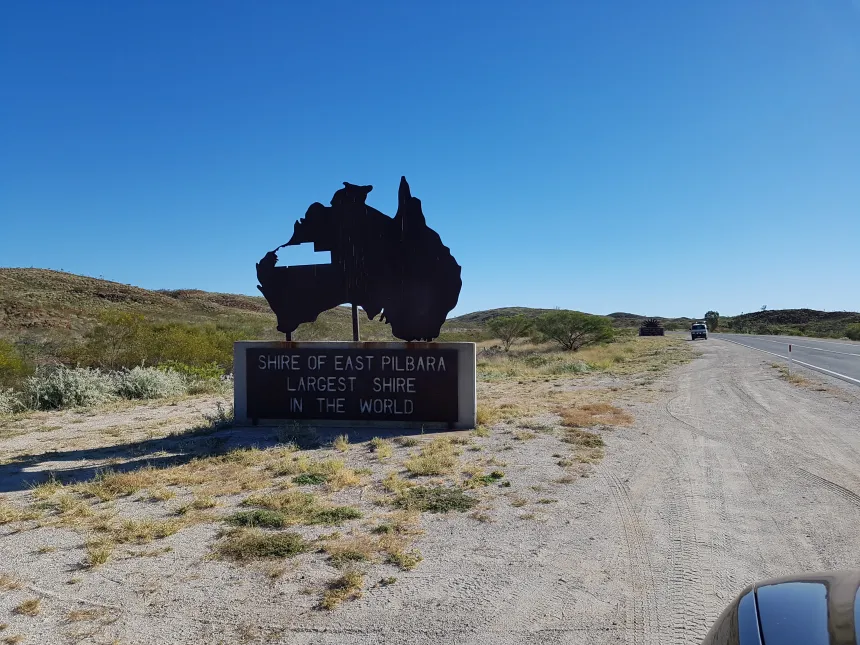 SHIRE OF EAST PILBARA
LARGEST SHIRE
IN THE WORLD